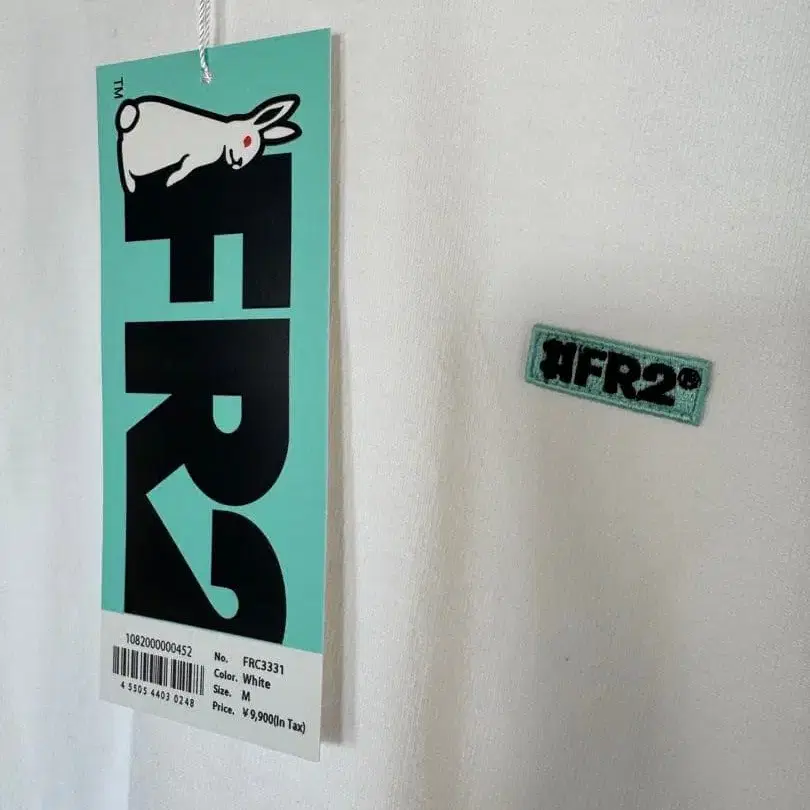 TM
FR2
#FR2®
1082000000452
4 5505 4403 0248
No. FRC3331
Color. White
Size. M
Price. ¥9,900(In Tax)